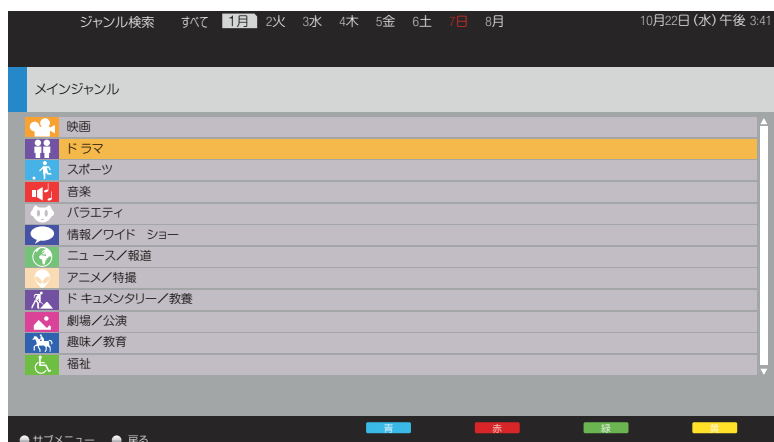 ジャンル検索 すべて 1月 2火 3水 4木 5金 6土 7日 8月 10月22日(水)午後 3:41
メインジャンル
映画
ドラマ
スポーツ
音楽
バラエティ
情報/ワイド ショー
ニュース/報道
アニメ/特撮
ドキュメンタリー/教養
劇場/公演
趣味/教育
福祉
青 赤 緑 黄
サブメニュー 戻る